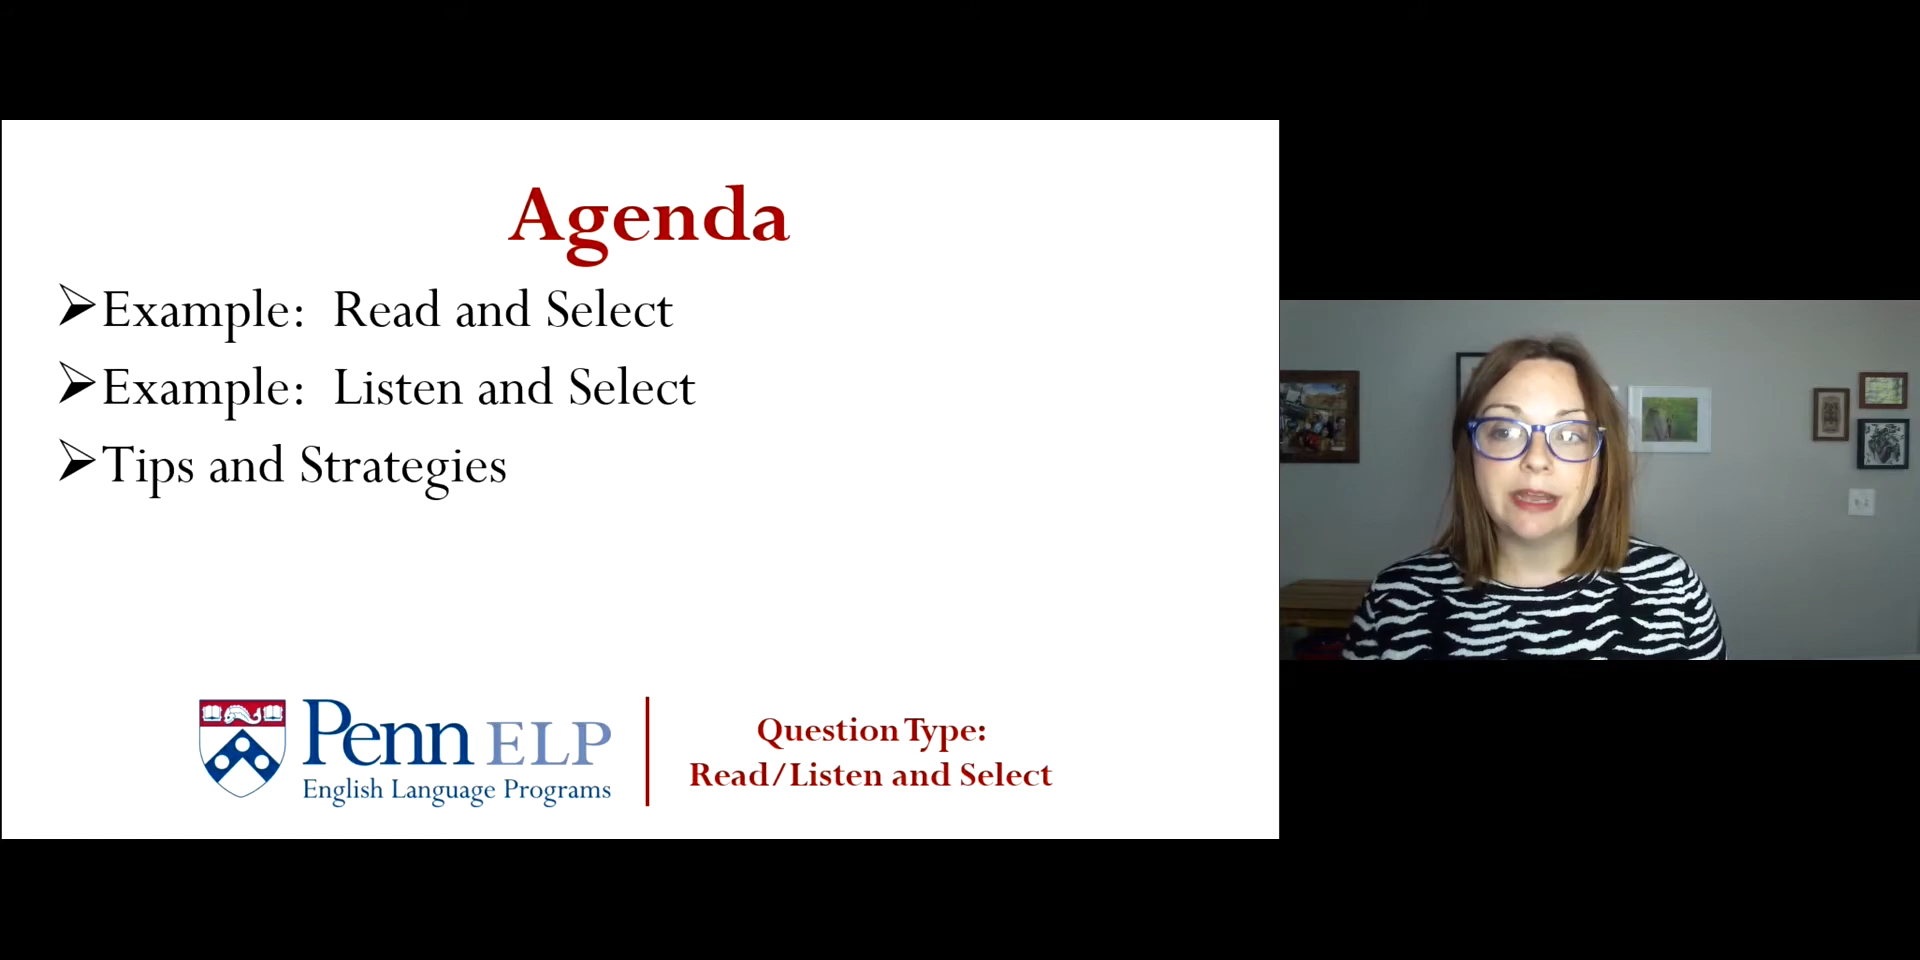 Agenda
Example: Read and Select
Example: Listen and Select
Tips and Strategies
Penn ELP
English Language Programs
Question Type:
Read/Listen and Select